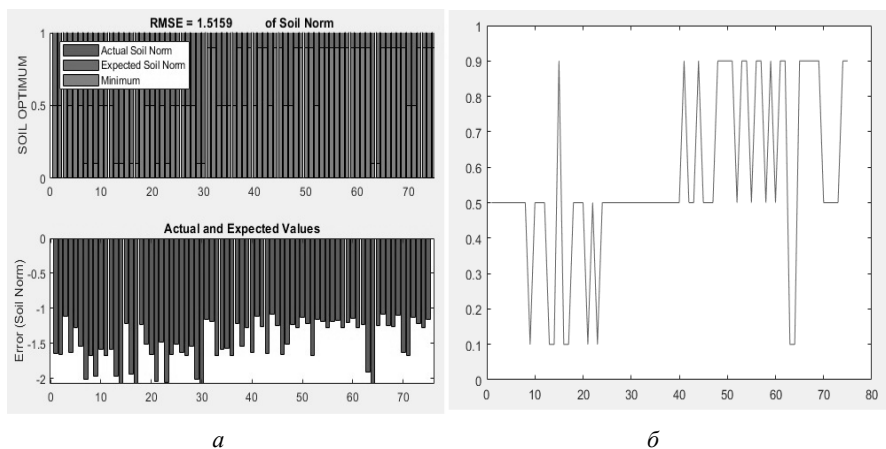 RMSE = 1.5159 of Soil Norm
SOIL OPTIMUM
1
0.5
0
Actual Soil Norm
Expected Soil Norm
Minimum
0 10 20 30 40 50 60 70
Actual and Expected Values
Error (Soil Norm)
0
-0.5
-1
-1.5
-2
0 10 20 30 40 50 60 70
а
1
0.9
0.8
0.7
0.6
0.5
0.4
0.3
0.2
0.1
0
0 10 20 30 40 50 60 70 80
б